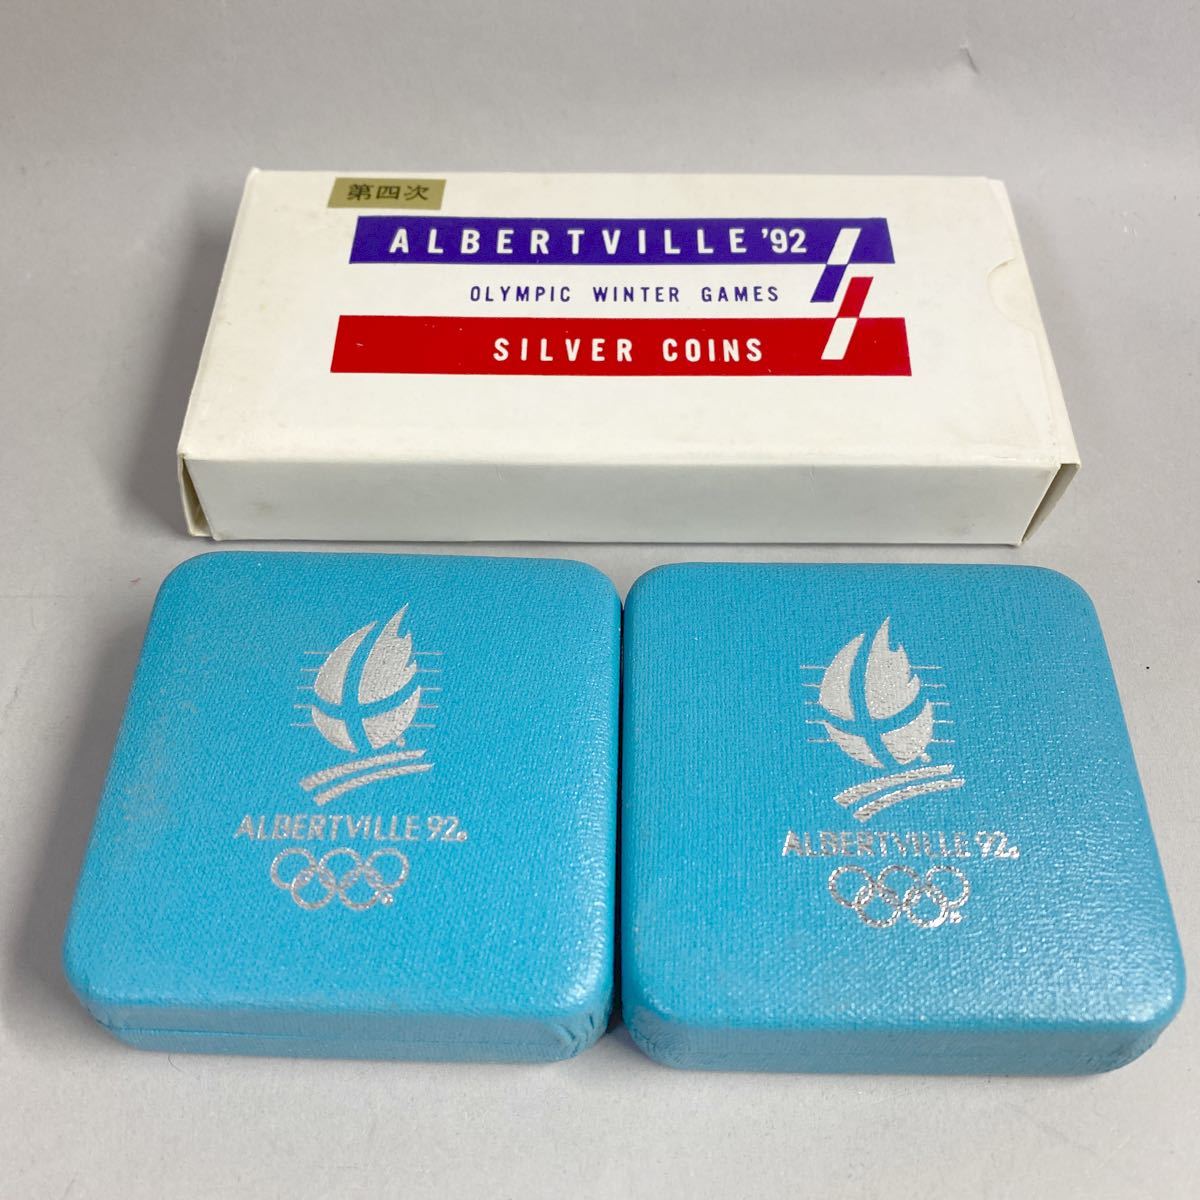 第四次
ALBERTVILLE '92
OLYMPIC WINTER GAMES
SILVER COINS
ALBERTVILLE 92
ALBERTVILLE 92